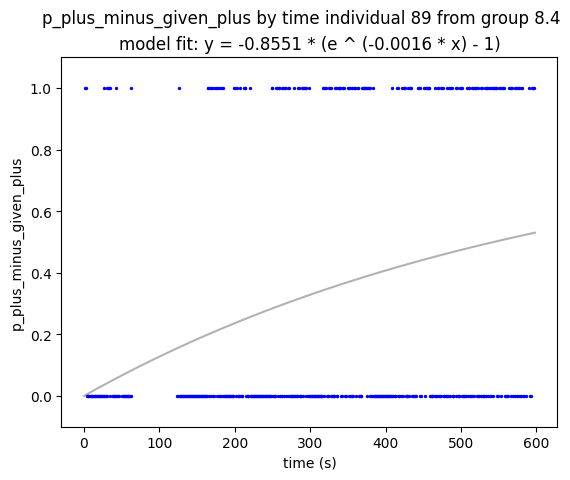 p_plus_minus_given_plus by time individual 89 from group 8.4
model fit: y = -0.8551 * (e ^ (-0.0016 * x) - 1)
1.0
0.8
0.6
0.4
0.2
0.0
p_plus_minus_given_plus
0 100 200 300 400 500 600
time (s)